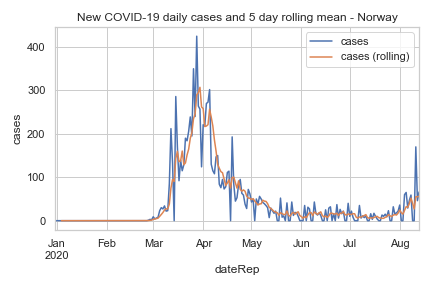 New COVID-19 daily cases and 5 day rolling mean - Norway
cases
cases (rolling)
400
300
200
100
0
cases
Jan
2020
Feb
Mar
Apr
May
Jun
Jul
Aug
dateRep